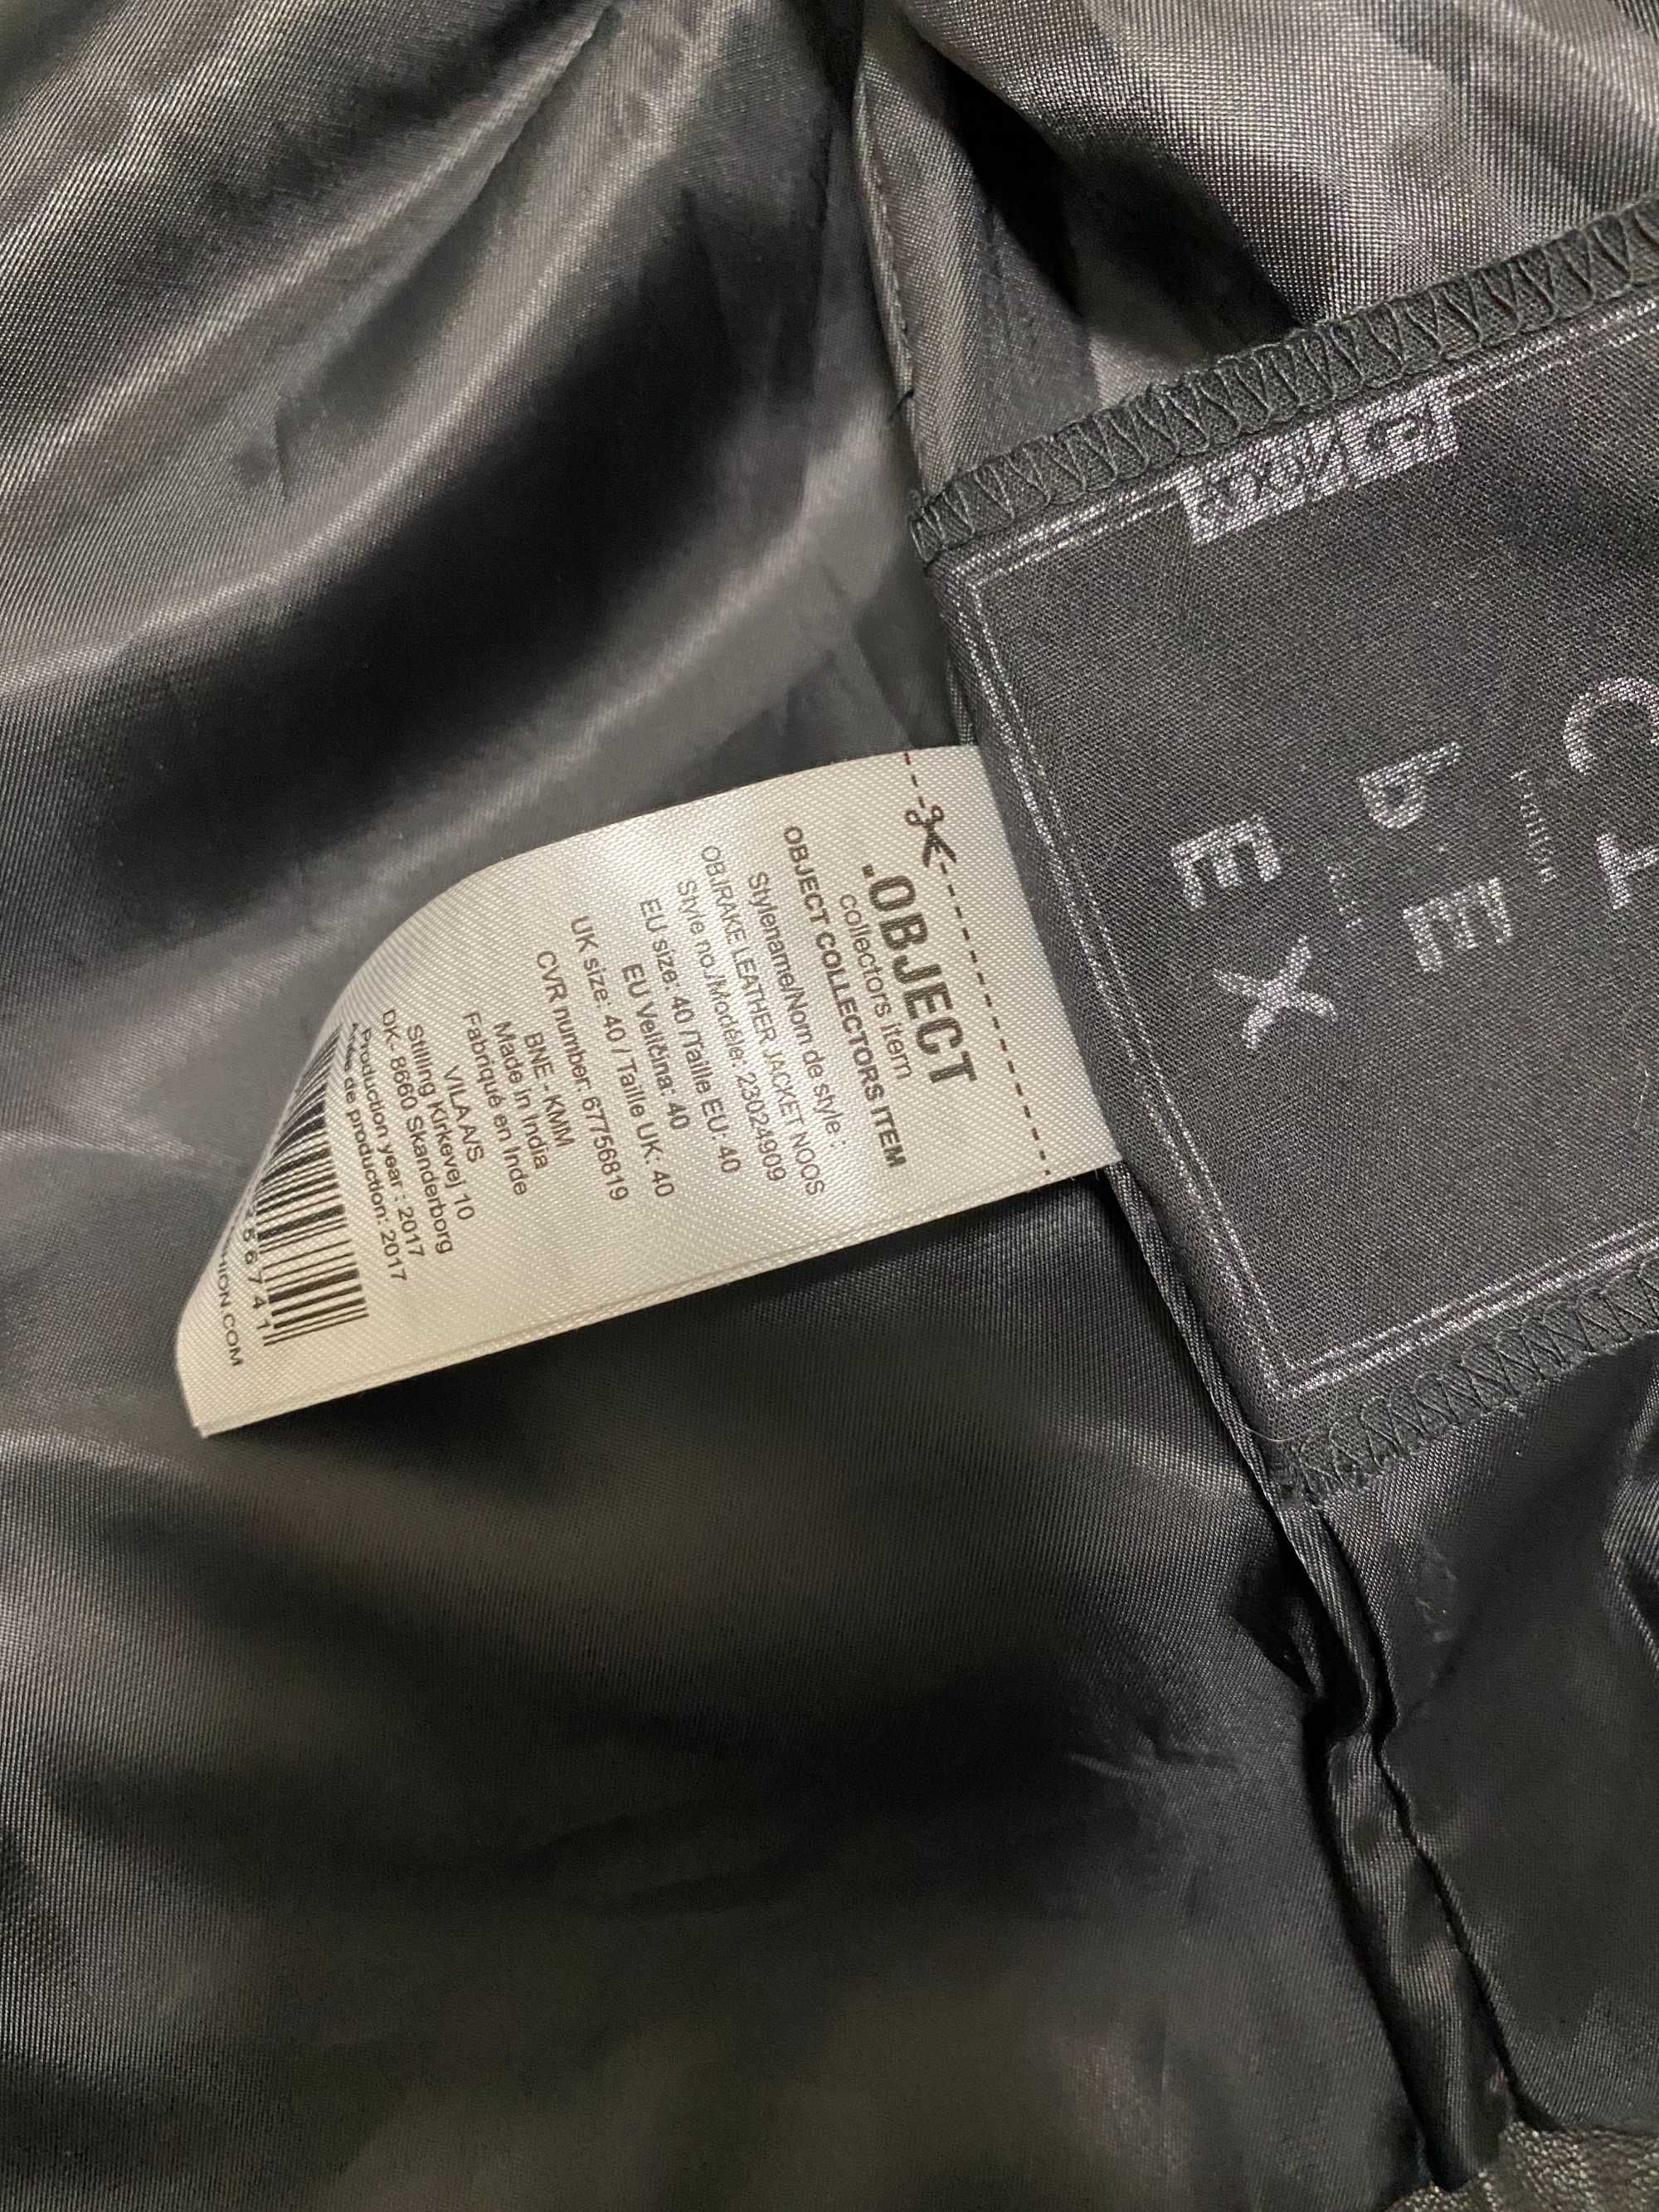 .OBJECT
collectors item
OBJECT COLLECTORS ITEM
Stylename/Nom de style :
OBJRAKE LEATHER JACKET NOOS
Style no./Modèle: 23024909
EU size: 40 /Taille EU: 40
EU Veličina: 40
UK size: 40 / Taille UK: 40
CVR number 67756819
BNE - KMM
Made in India
Fabriqué en Inde
VILA A/S
Stilling Kirkevej 10
DK- 8660 Skanderborg
Production year : 2017
de production: 2017
E X